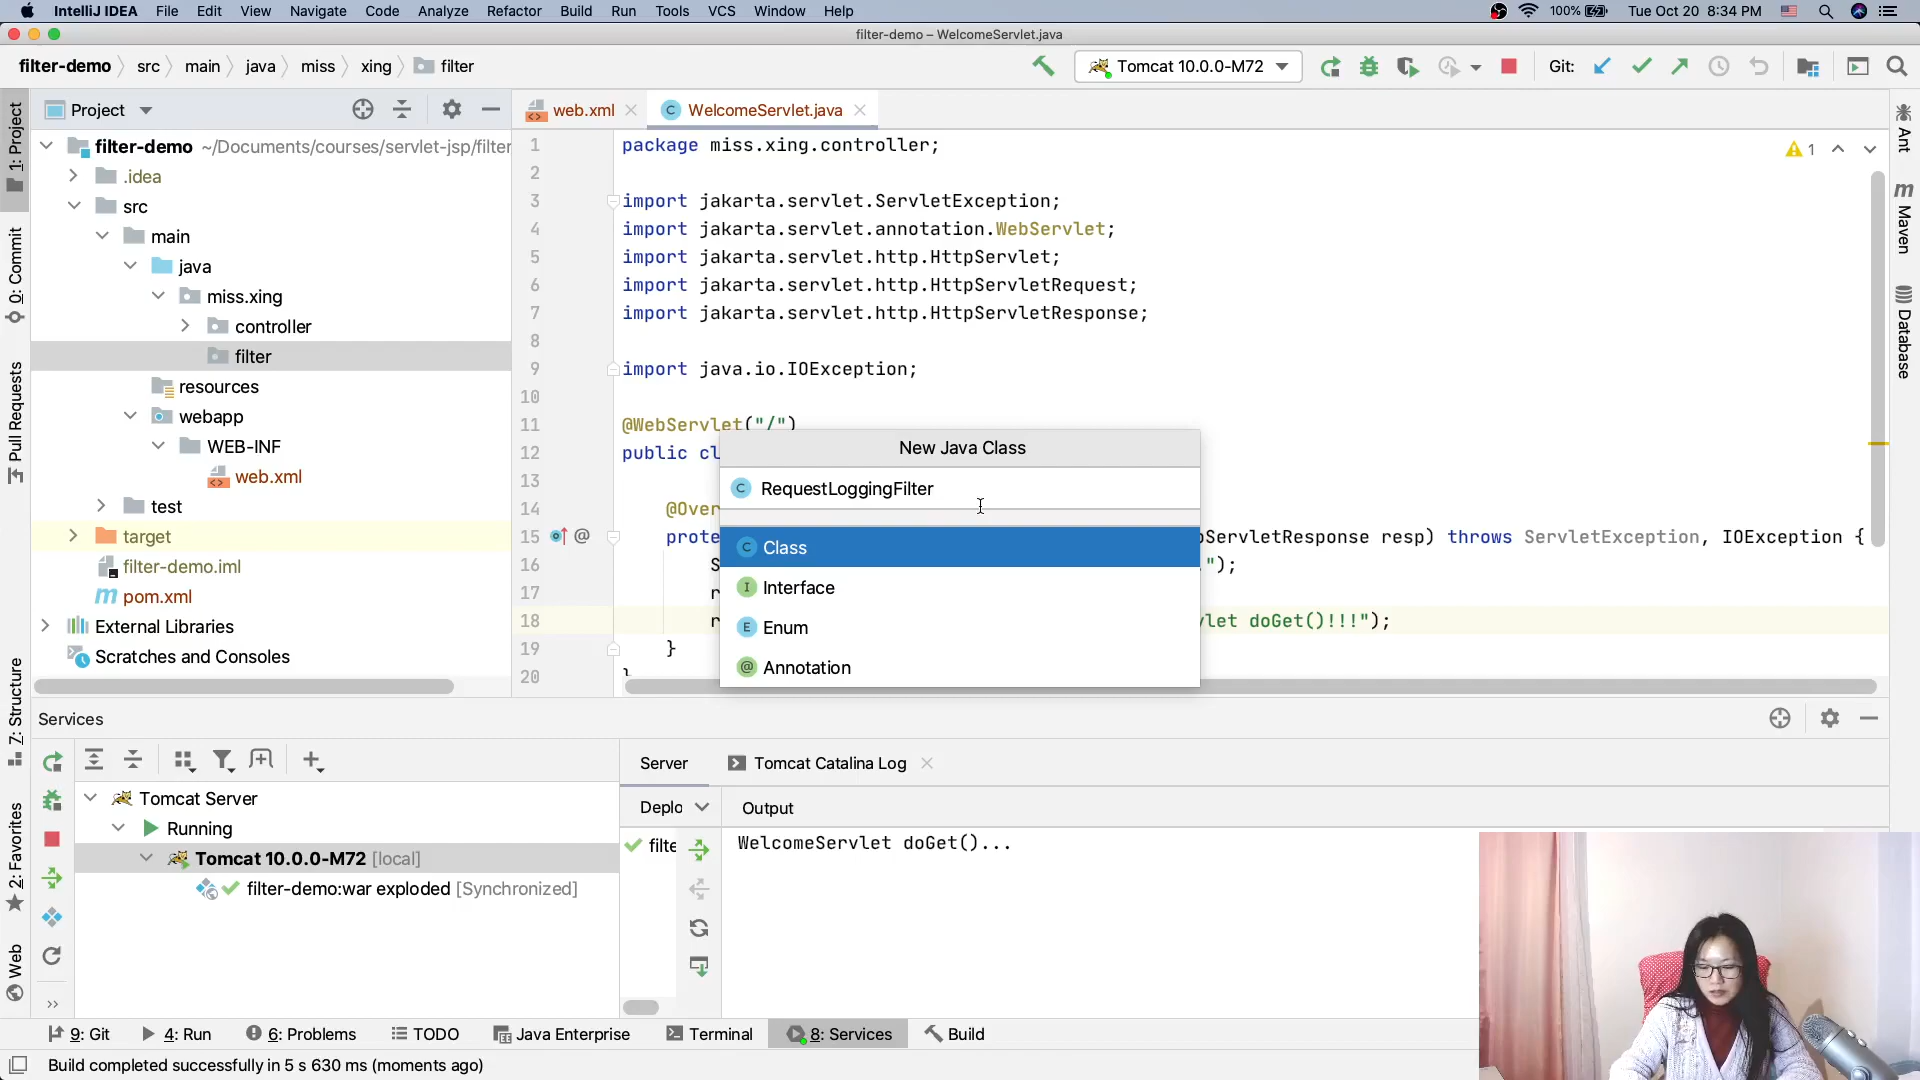 IntelliJ IDEA File Edit View Navigate Code Analyze Refactor Build Run Tools VCS Window Help 100% Tue Oct 20 8:34 PM
filter-demo – WelcomeServlet.java
filter-demo src main java miss xing filter Tomcat 10.0.0-M72 Git:
1: Project
0: Commit
Pull Requests
Z: Structure
2: Favorites
Web
Project
filter-demo ~/Documents/courses/servlet-jsp/filter
.idea
src
main
java
miss.xing
controller
filter
resources
webapp
WEB-INF
web.xml
test
target
filter-demo.iml
pom.xml
External Libraries
Scratches and Consoles
web.xml WelcomeServlet.java
1
1 package miss.xing.controller;
2
3 import jakarta.servlet.ServletException;
4 import jakarta.servlet.annotation.WebServlet;
5 import jakarta.servlet.http.HttpServlet;
6 import jakarta.servlet.http.HttpServletRequest;
7 import jakarta.servlet.http.HttpServletResponse;
8
9 import java.io.IOException;
10
11 @WebServlet("/")
12 public cl
13
14 @Over
15 prote pServletResponse resp) throws ServletException, IOException {
16 S ");
17 r
18 r vlet doGet()!!!");
19 }
20 }
New Java Class
RequestLoggingFilter
Class
Interface
Enum
Annotation
Ant
Maven
Database
Services
Tomcat Server
Running
Tomcat 10.0.0-M72 [local]
filter-demo:war exploded [Synchronized]
Server Tomcat Catalina Log
Deplo Output
filte WelcomeServlet doGet()...
9: Git 4: Run 6: Problems TODO Java Enterprise Terminal 8: Services Build
Build completed successfully in 5 s 630 ms (moments ago)